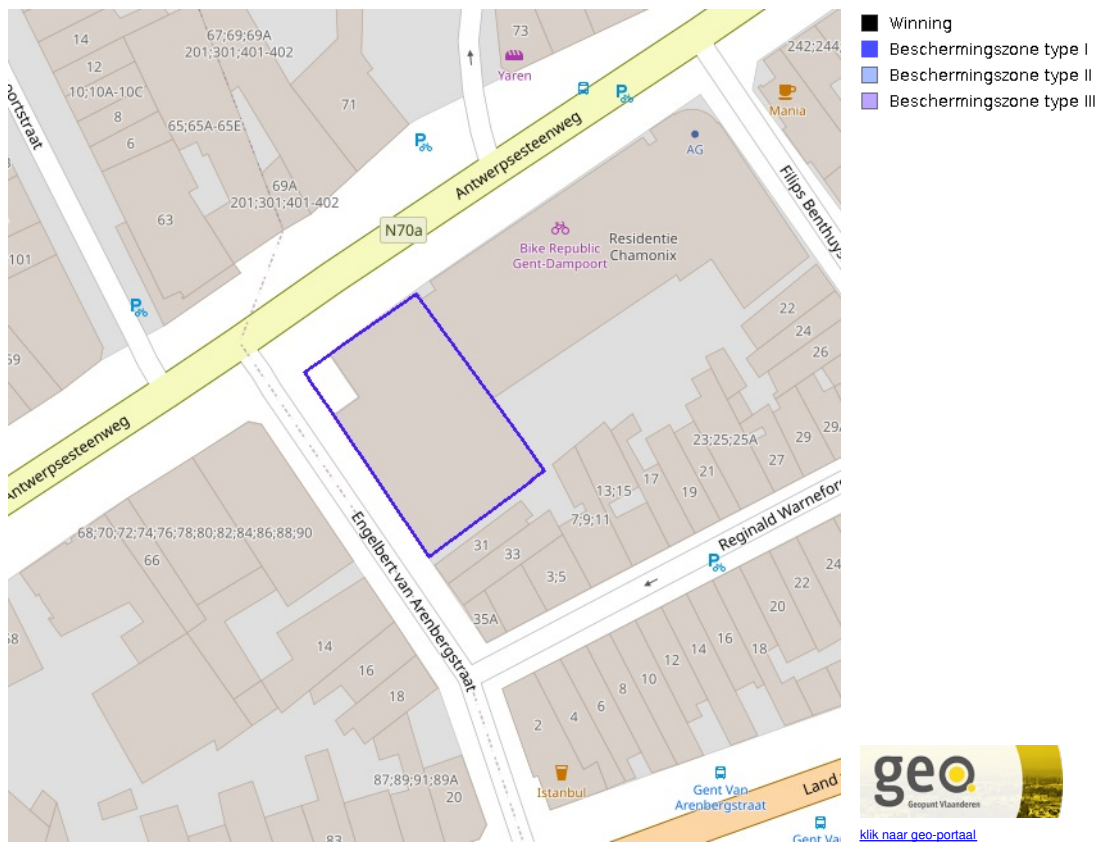 14
12
10;10A-10C
8
6
67;69;69A
201;301;401-402
65;65A-65E
71
73
Yaren
69A
201;301;401-402
63
101
59
N70a
Antwerpsesteenweg
Antwerpsesteenweg
AG
Mania
242;244
Bike Republic
Gent-Dampoort
Residentie
Chamonix
22
24
26
23;25;25A
29
27
21
19
17
13;15
7;9;11
31
33
3;5
35A
Engelbert van Arenbergstraat
68;70;72;74;76;78;80;82;84;86;88;90
66
14
16
18
87;89;91;89A
20
83
2
4
6
8
10
12
14
16
18
20
22
24
Istanbul
Gent Van
Arenbergstraat
Land
Winning
Beschermingszone type I
Beschermingszone type II
Beschermingszone type III
geo
Geopunt Vlaanderen
klik naar geo-portaal